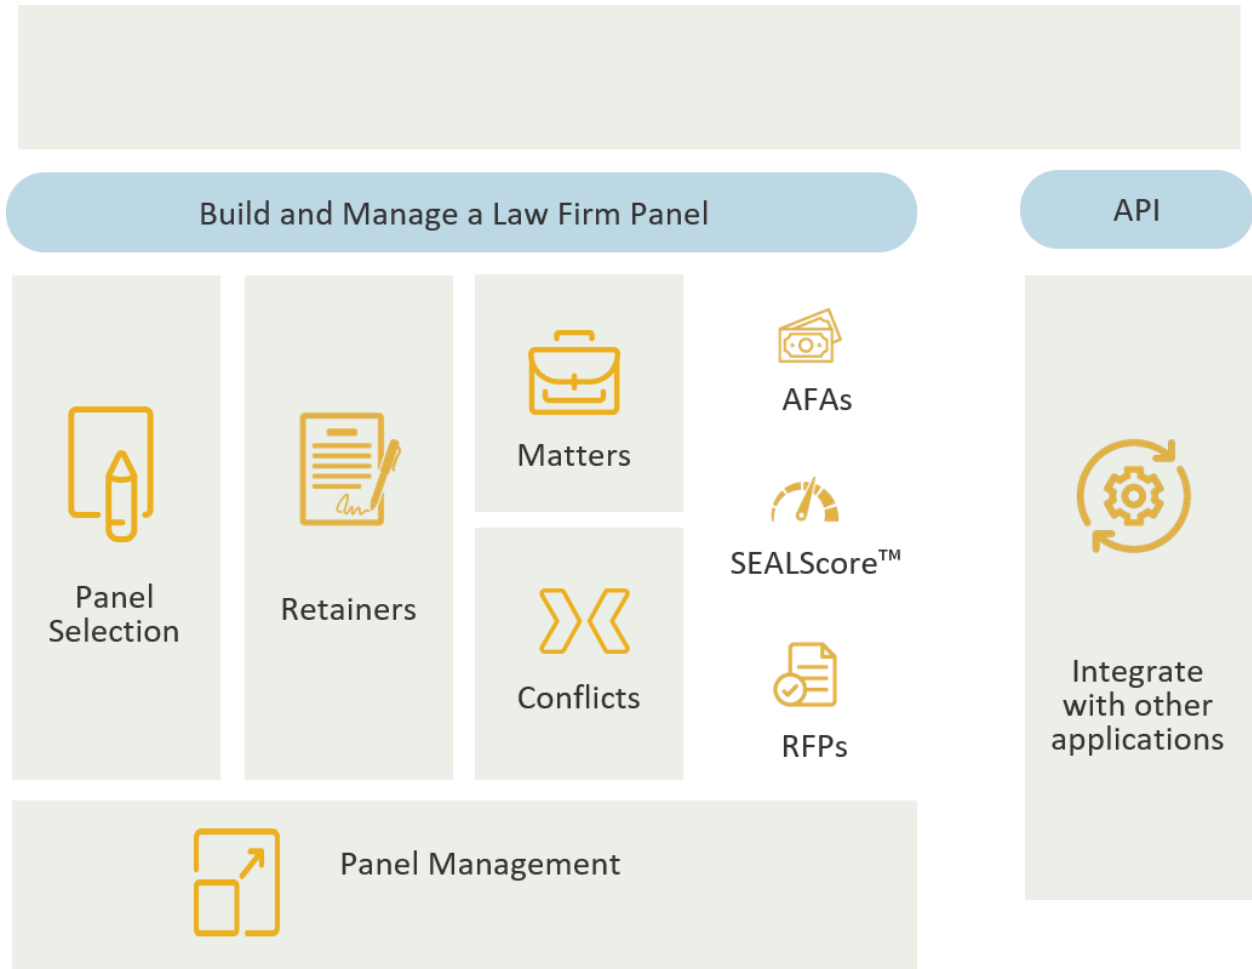 Build and Manage a Law Firm Panel
API
Panel
Selection
Retainers
Matters
Conflicts
AFAs
SEALScore™
RFPs
Integrate
with other
applications
Panel Management